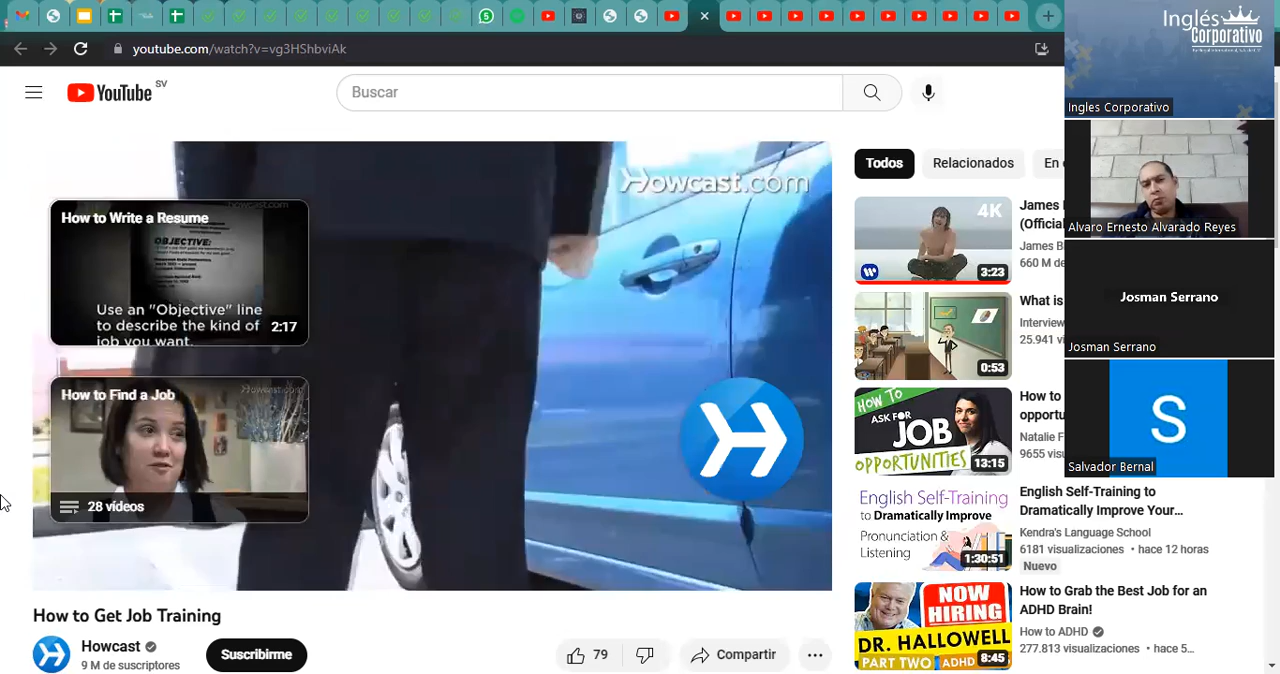 5
youtube.com/watch?v=vg3HShbviAk
YouTube SV
Buscar
Howcast.com
How to Write a Resume
OBJECTIVE:
Use an "Objective" line
to describe the kind of
job you want.
2:17
How to Find a Job
28 vídeos
How to Get Job Training
Howcast
9 M de suscriptores
Suscribirme
79
Compartir
Todos
Relacionados
En
4K
3:23
James
(Official
James B
660 M de
0:53
What is
Interview
25.941 vi
HOW TO
ASK FOR
JOB
OPPORTUNITIES
13:15
How to
opportu
Natalie F
9655 visu
English Self-Training
to Dramatically Improve
Pronunciation &
Listening
1:30:51
English Self-Training to
Dramatically Improve Your...
Kendra's Language School
6181 visualizaciones • hace 12 horas
Nuevo
NOW
HIRING
DR. HALLOWELL
PART TWO
ADHD
8:45
How to Grab the Best Job for an
ADHD Brain!
How to ADHD
277.813 visualizaciones • hace 5...
Inglés
Corporativo
Ingles Corporativo
Alvaro Ernesto Alvarado Reyes
Josman Serrano
Josman Serrano
S
Salvador Bernal